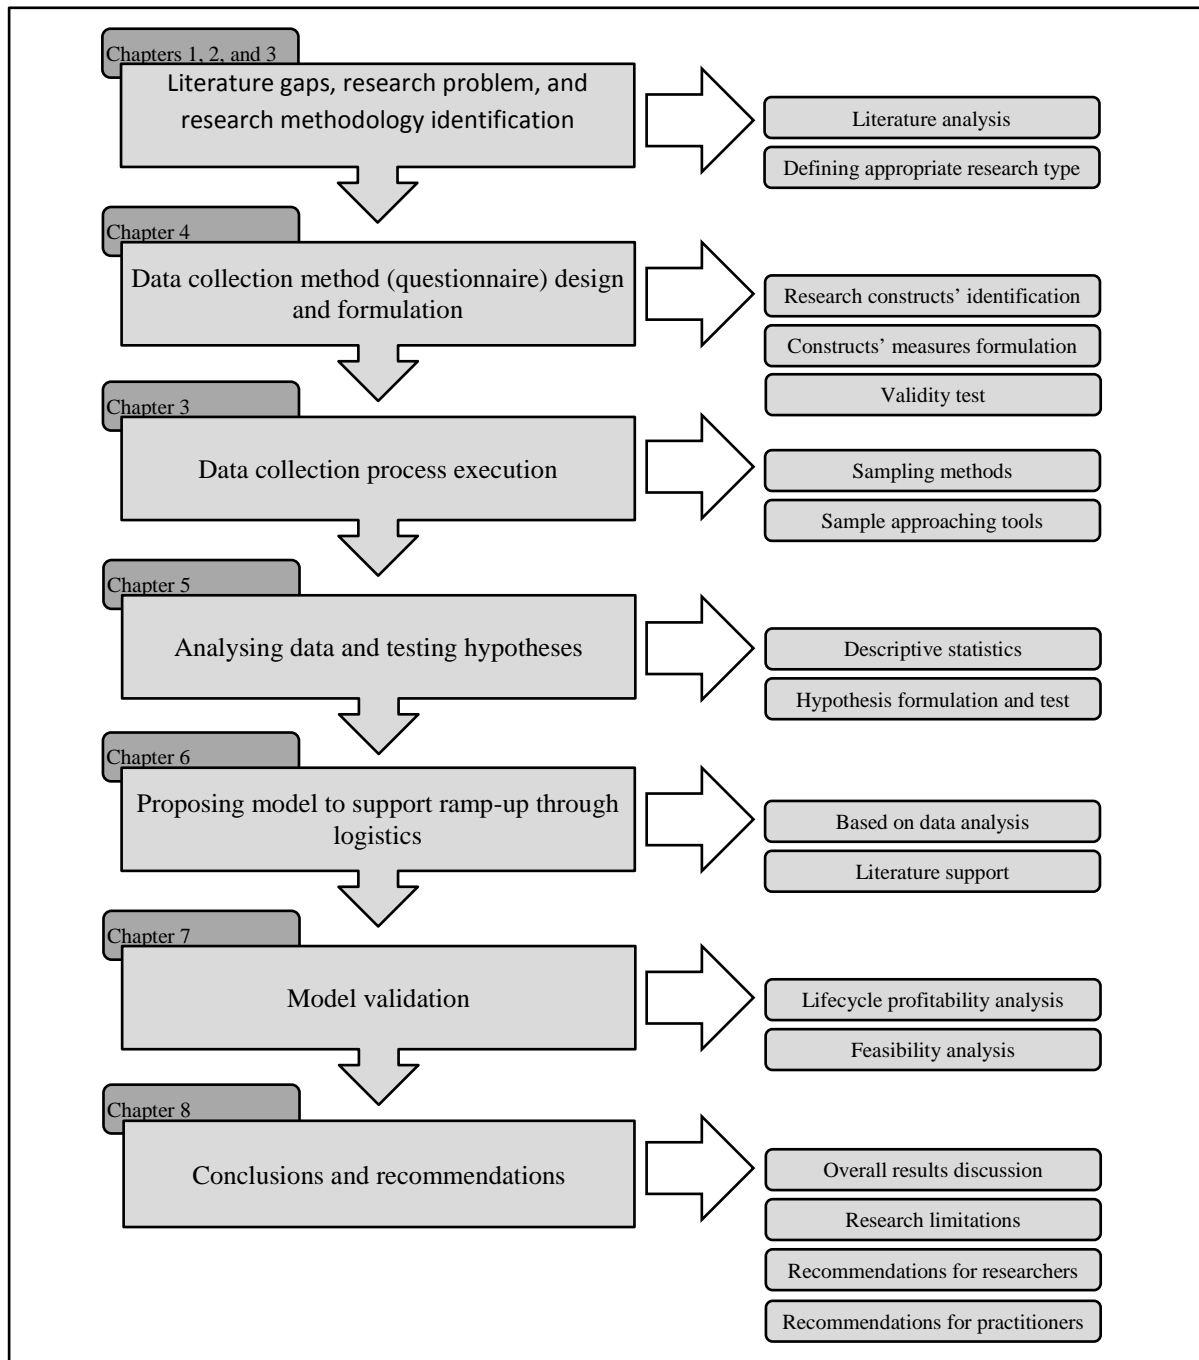 Chapters 1, 2, and 3
Literature gaps, research problem, and
research methodology identification
Literature analysis
Defining appropriate research type
Chapter 4
Data collection method (questionnaire) design
and formulation
Research constructs’ identification
Constructs’ measures formulation
Validity test
Chapter 3
Data collection process execution
Sampling methods
Sample approaching tools
Chapter 5
Analysing data and testing hypotheses
Descriptive statistics
Hypothesis formulation and test
Chapter 6
Proposing model to support ramp-up through
logistics
Based on data analysis
Literature support
Chapter 7
Model validation
Lifecycle profitability analysis
Feasibility analysis
Chapter 8
Conclusions and recommendations
Overall results discussion
Research limitations
Recommendations for researchers
Recommendations for practitioners